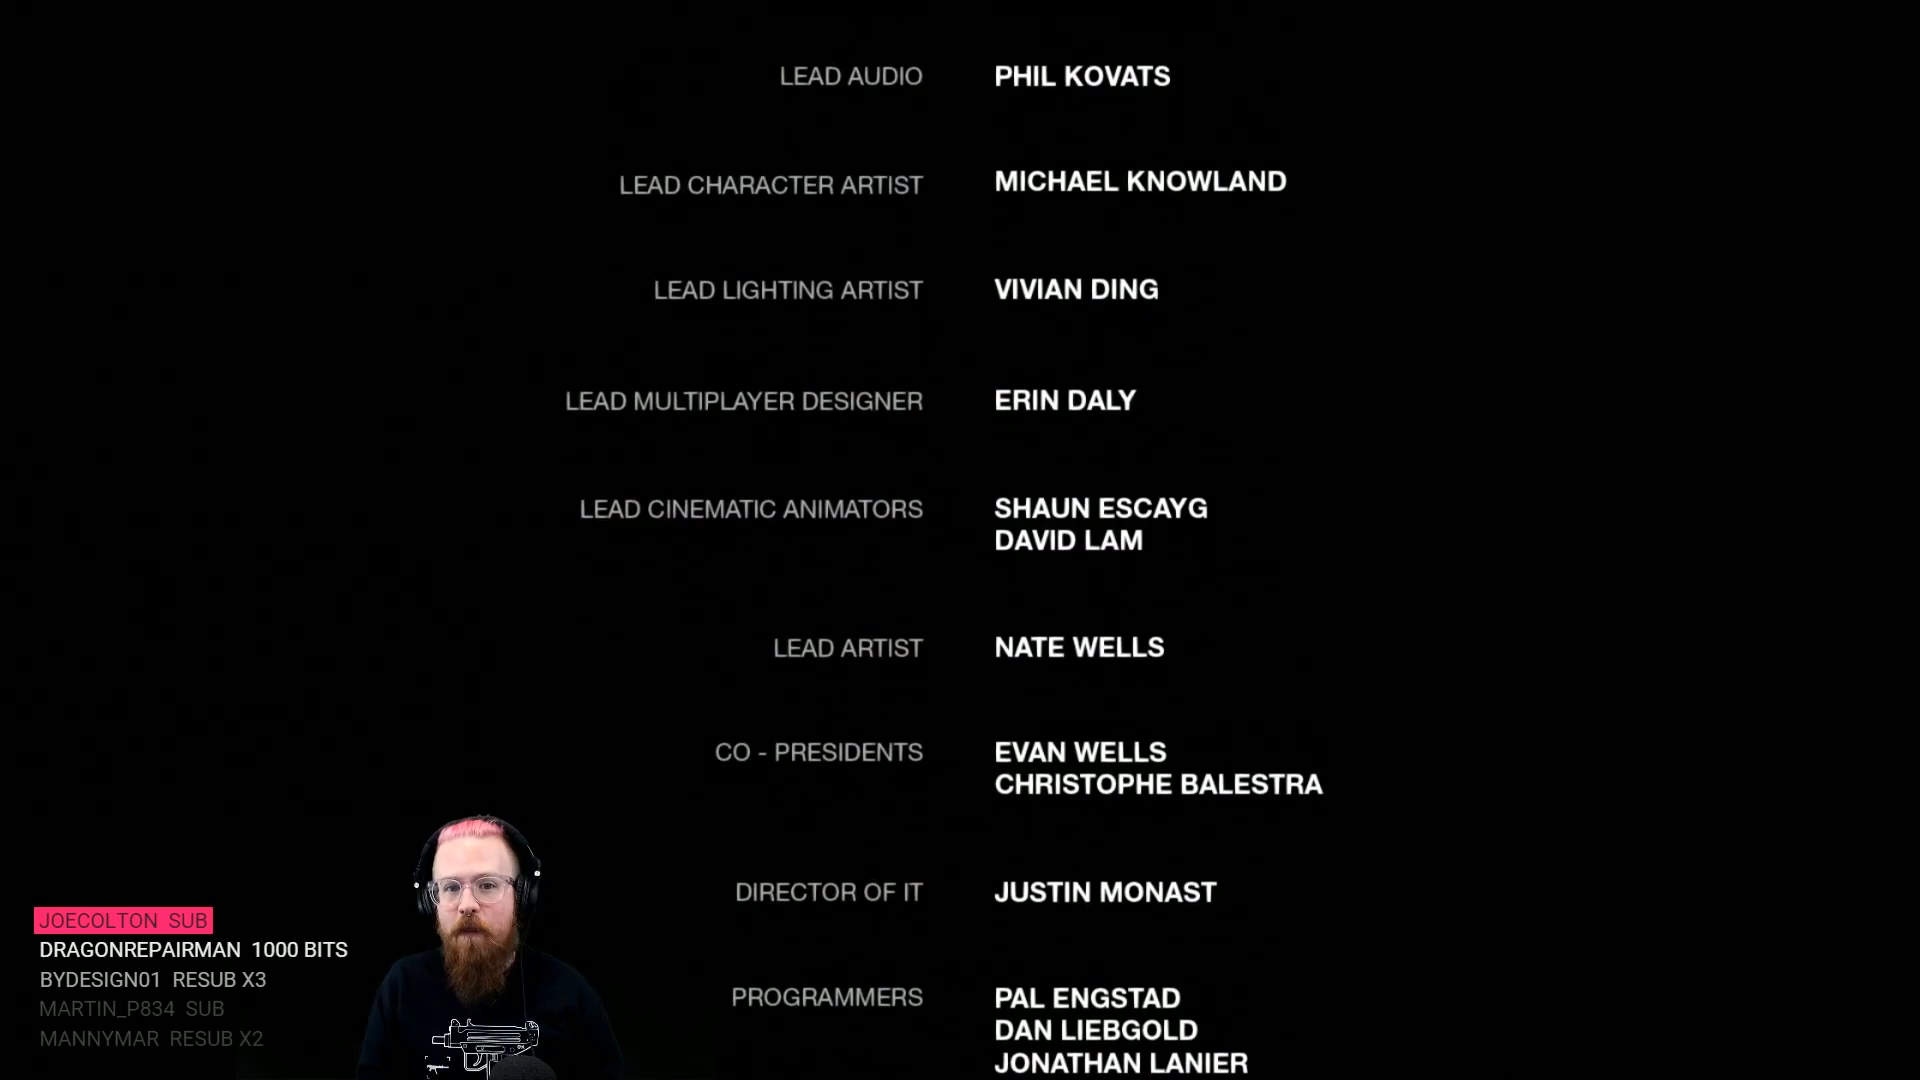 LEAD AUDIO PHIL KOVATS
LEAD CHARACTER ARTIST MICHAEL KNOWLAND
LEAD LIGHTING ARTIST VIVIAN DING
LEAD MULTIPLAYER DESIGNER ERIN DALY
LEAD CINEMATIC ANIMATORS SHAUN ESCAYG
DAVID LAM
LEAD ARTIST NATE WELLS
CO - PRESIDENTS EVAN WELLS
CHRISTOPHE BALESTRA
DIRECTOR OF IT JUSTIN MONAST
PROGRAMMERS PAL ENGSTAD
DAN LIEBGOLD
JONATHAN LANIER
JOECOLTON SUB
DRAGONREPAIRMAN 1000 BITS
BYDESIGN01 RESUB X3
MARTIN_P834 SUB
MANNYMAR RESUB X2